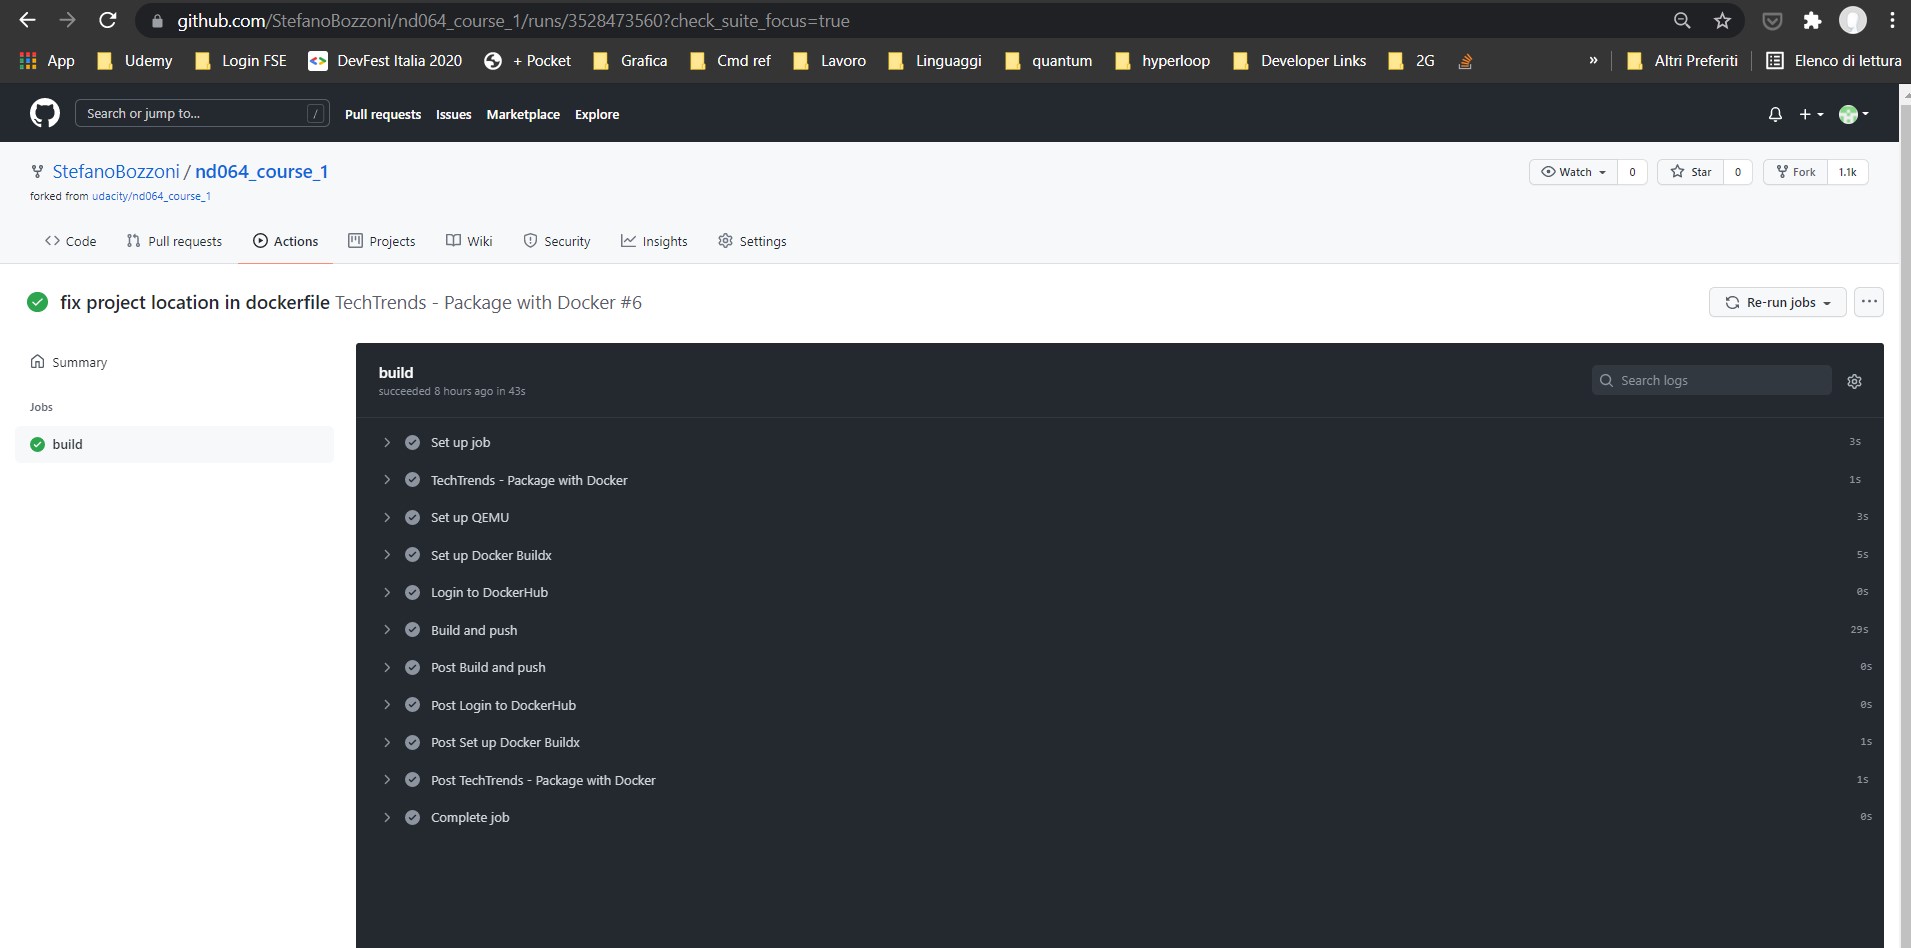 github.com/StefanoBozzoni/nd064_course_1/runs/3528473560?check_suite_focus=true
App Udemy Login FSE DevFest Italia 2020 + Pocket Grafica Cmd ref Lavoro Linguaggi quantum hyperloop Developer Links 2G » Altri Preferiti Elenco di lettura
Search or jump to... / Pull requests Issues Marketplace Explore
StefanoBozzoni / nd064_course_1 Watch 0 Star 0 Fork 1.1k
forked from udacity/nd064_course_1
Code Pull requests Actions Projects Wiki Security Insights Settings
fix project location in dockerfile TechTrends - Package with Docker #6 Re-run jobs
Summary
Jobs
build
build
succeeded 8 hours ago in 43s
Search logs
Set up job 3s
TechTrends - Package with Docker 1s
Set up QEMU 3s
Set up Docker Buildx 5s
Login to DockerHub 0s
Build and push 29s
Post Build and push 0s
Post Login to DockerHub 0s
Post Set up Docker Buildx 1s
Post TechTrends - Package with Docker 1s
Complete job 0s